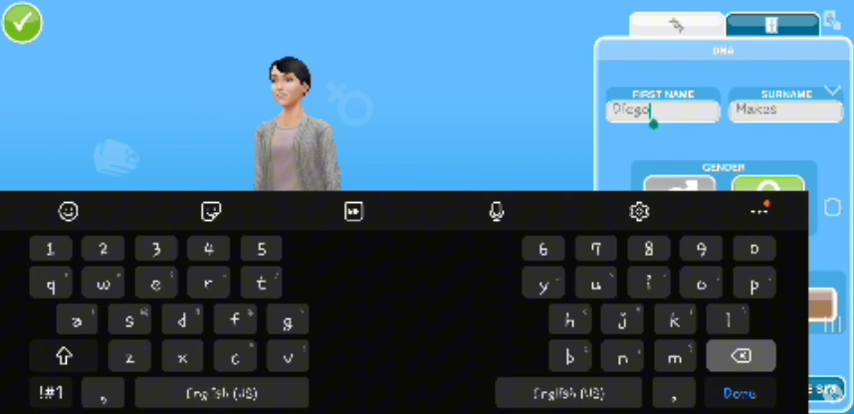 DNA
FIRST NAME SURNAME
Diego Makas
GENDER
1 2 3 4 5 6 7 8 9 0
q w e r t y u i o p
a s d f g h j k l
z x c v b n m
!#1 , English (US) English (US) , Done